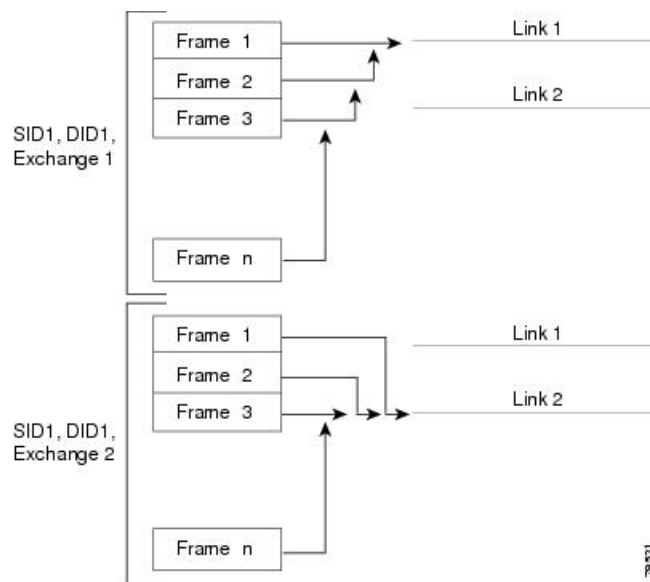 Frame 1
Link 1
Frame 2
Link 2
Frame 3
SID1, DID1,
Exchange 1
Frame n
Frame 1
Link 1
Frame 2
Link 2
Frame 3
SID1, DID1,
Exchange 2
Frame n